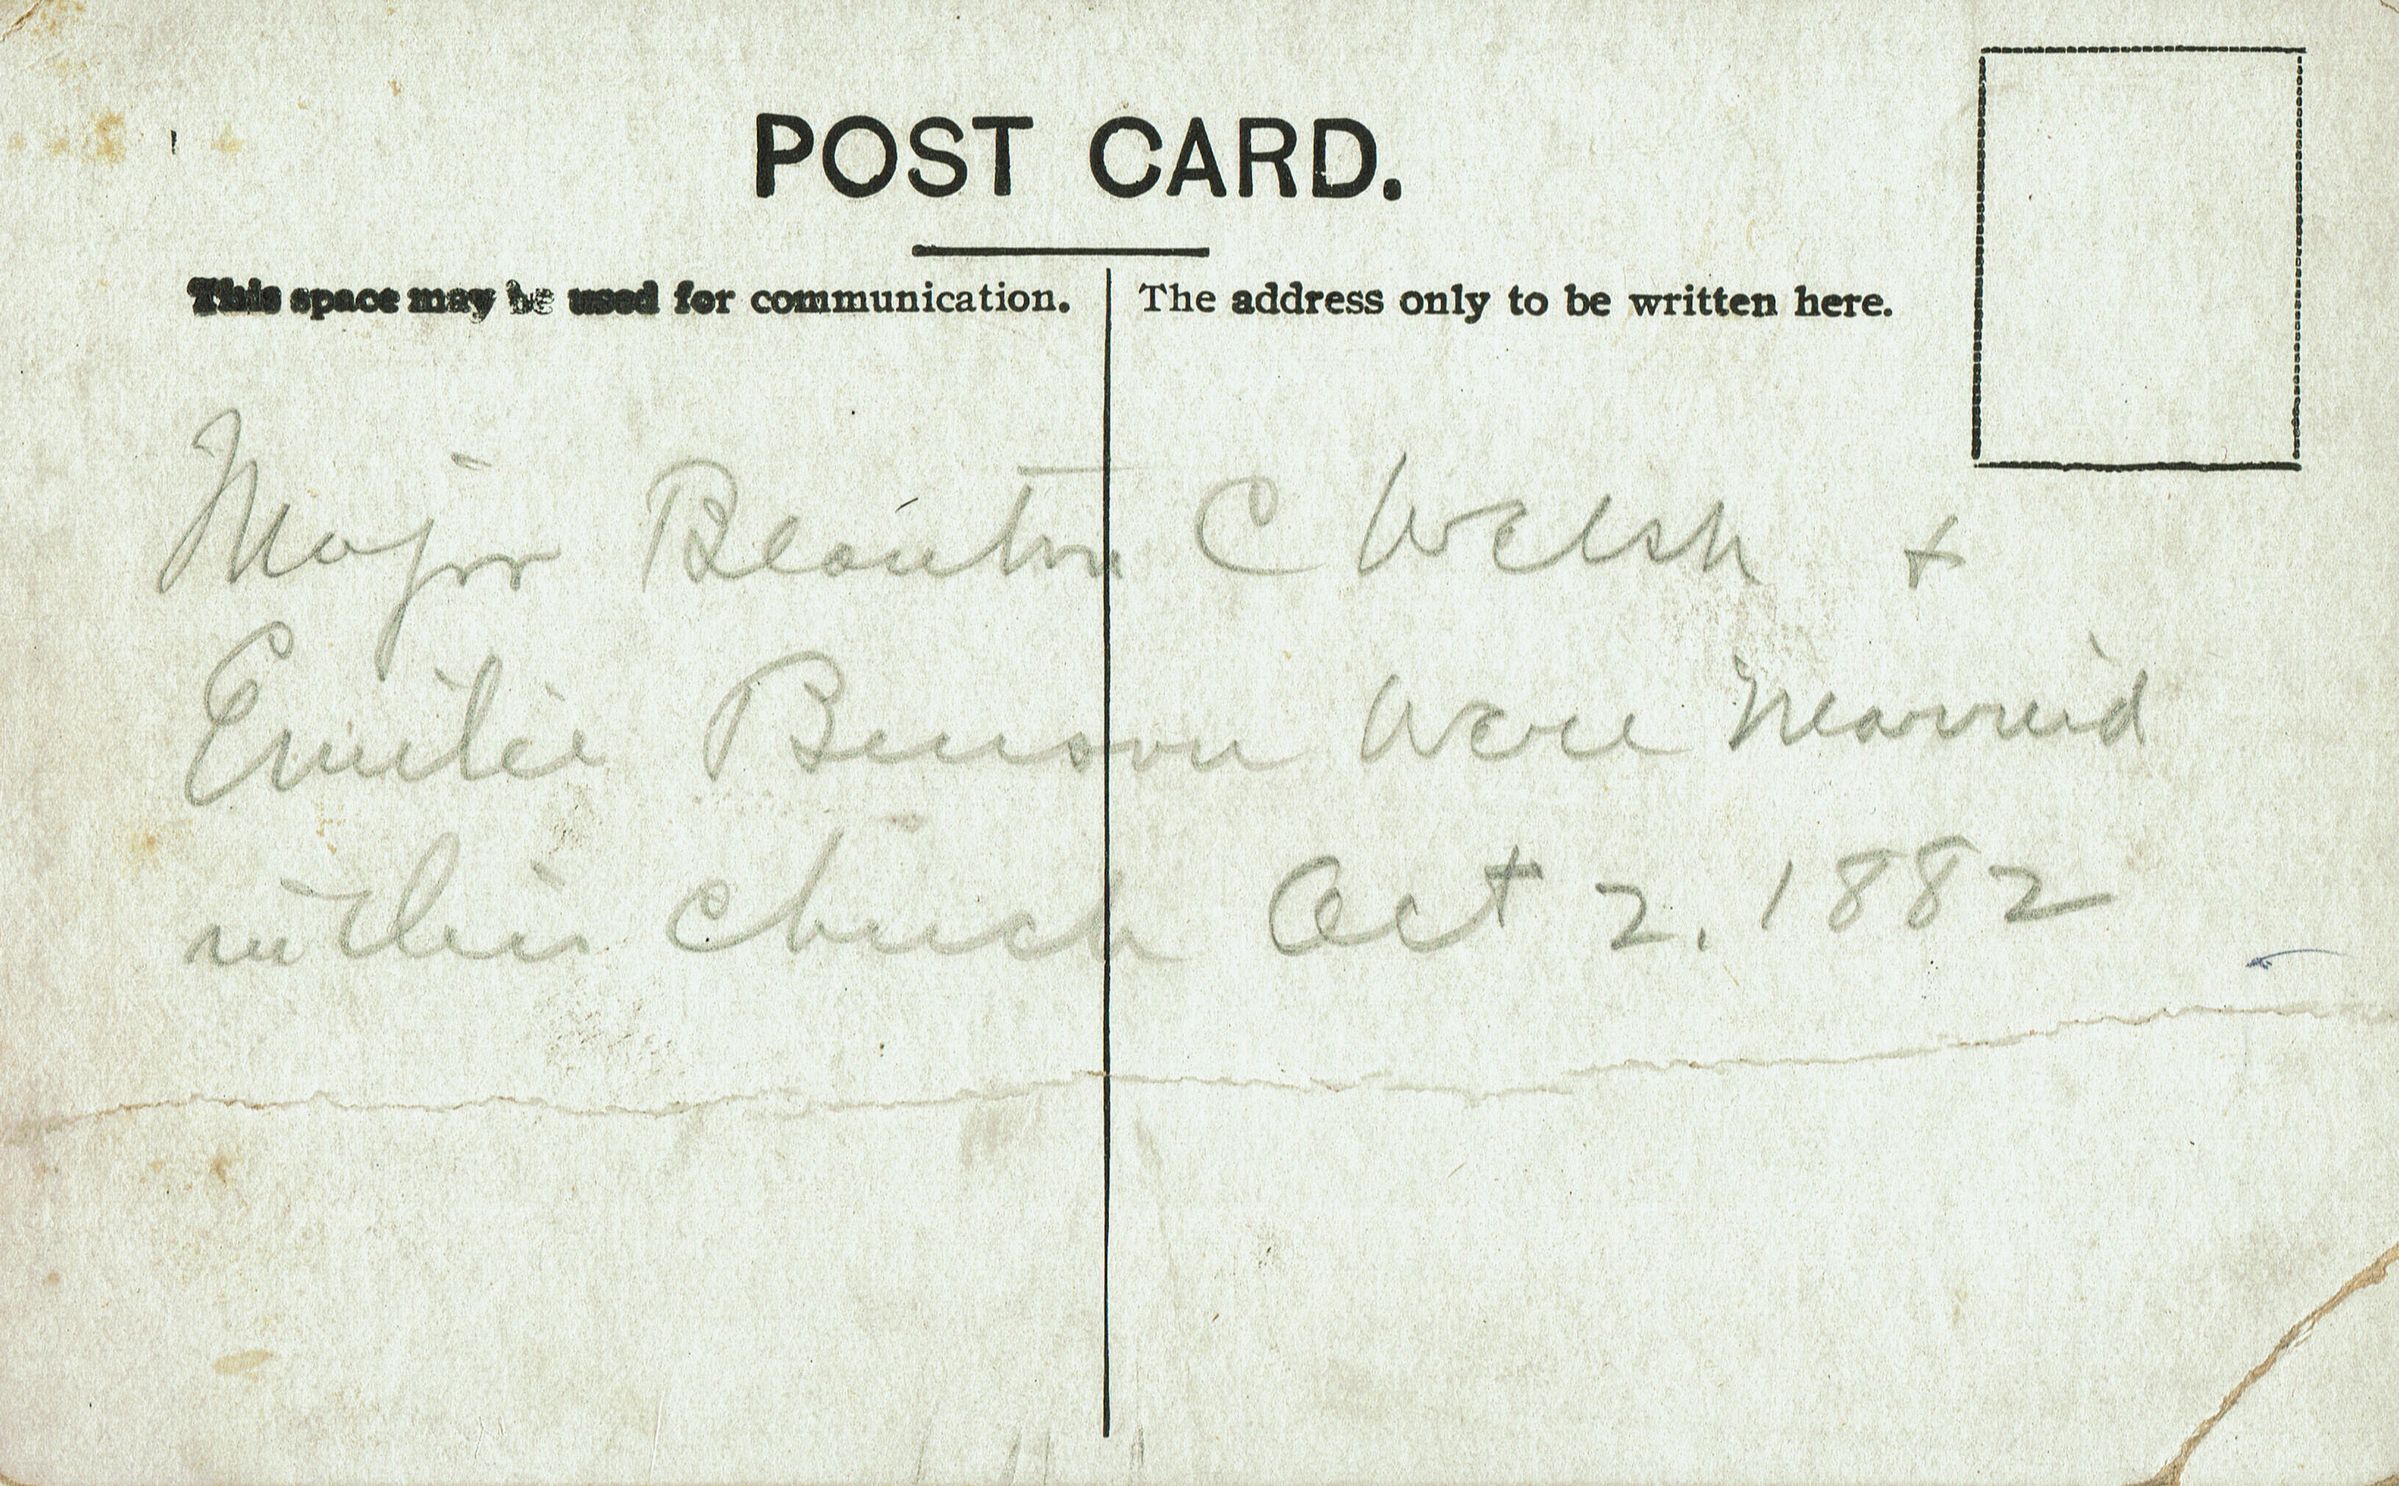 POST CARD.
This space may be used for communication.
The address only to be written here.
Major Blanton C Welsh +
Emilie Benson Were Married
in this Church Oct 2, 1882